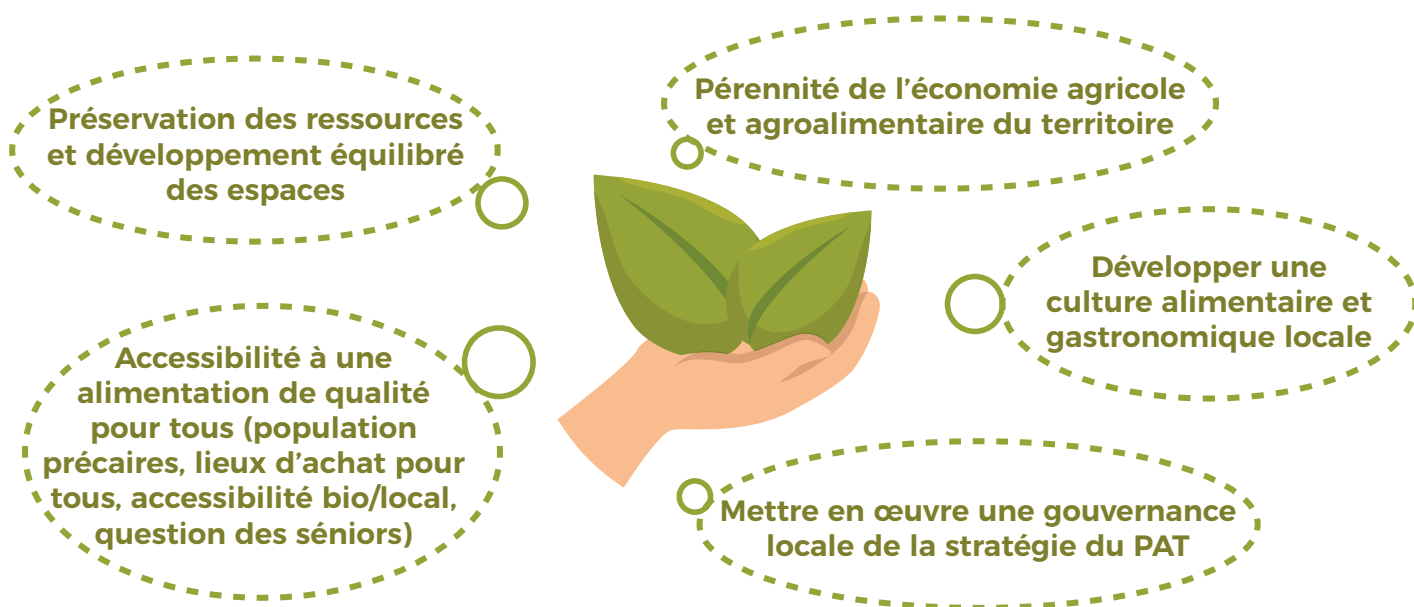 Préservation des ressources
et développement équilibré
des espaces
Pérennité de l'économie agricole
et agroalimentaire du territoire
Développer une
culture alimentaire et
gastronomique locale
Accessibilité à une
alimentation de qualité
pour tous (population
précaires, lieux d'achat pour
tous, accessibilité bio/local,
question des séniors)
Mettre en œuvre une gouvernance
locale de la stratégie du PAT